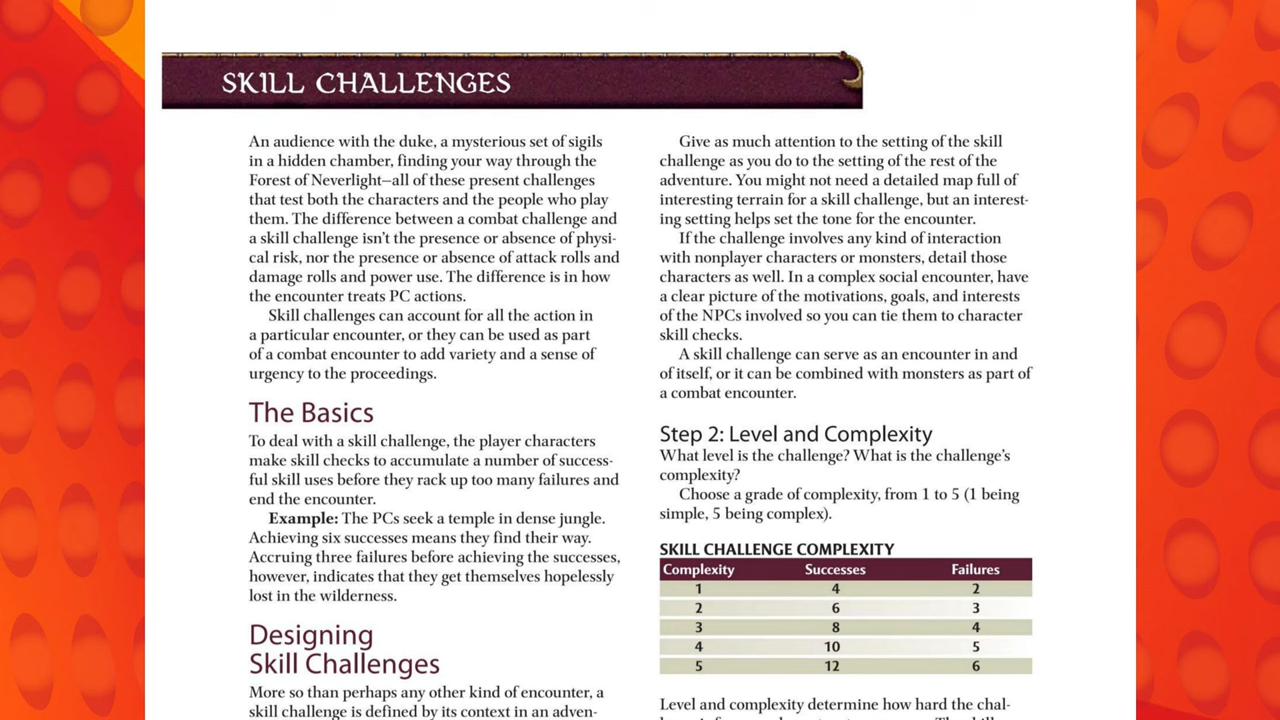 SKILL CHALLENGES
An audience with the duke, a mysterious set of sigils
in a hidden chamber, finding your way through the
Forest of Neverlight—all of these present challenges
that test both the characters and the people who play
them. The difference between a combat challenge and
a skill challenge isn't the presence or absence of physi-
cal risk, nor the presence or absence of attack rolls and
damage rolls and power use. The difference is in how
the encounter treats PC actions.
Skill challenges can account for all the action in
a particular encounter, or they can be used as part
of a combat encounter to add variety and a sense of
urgency to the proceedings.
The Basics
To deal with a skill challenge, the player characters
make skill checks to accumulate a number of success-
ful skill uses before they rack up too many failures and
end the encounter.
Example: The PCs seek a temple in dense jungle.
Achieving six successes means they find their way.
Accruing three failures before achieving the successes,
however, indicates that they get themselves hopelessly
lost in the wilderness.
Designing
Skill Challenges
More so than perhaps any other kind of encounter, a
skill challenge is defined by its context in an adven-
Give as much attention to the setting of the skill
challenge as you do to the setting of the rest of the
adventure. You might not need a detailed map full of
interesting terrain for a skill challenge, but an interest-
ing setting helps set the tone for the encounter.
If the challenge involves any kind of interaction
with nonplayer characters or monsters, detail those
characters as well. In a complex social encounter, have
a clear picture of the motivations, goals, and interests
of the NPCs involved so you can tie them to character
skill checks.
A skill challenge can serve as an encounter in and
of itself, or it can be combined with monsters as part of
a combat encounter.
Step 2: Level and Complexity
What level is the challenge? What is the challenge's
complexity?
Choose a grade of complexity, from 1 to 5 (1 being
simple, 5 being complex).
SKILL CHALLENGE COMPLEXITY
Complexity Successes Failures
1 4 2
2 6 3
3 8 4
4 10 5
5 12 6
Level and complexity determine how hard the chal-